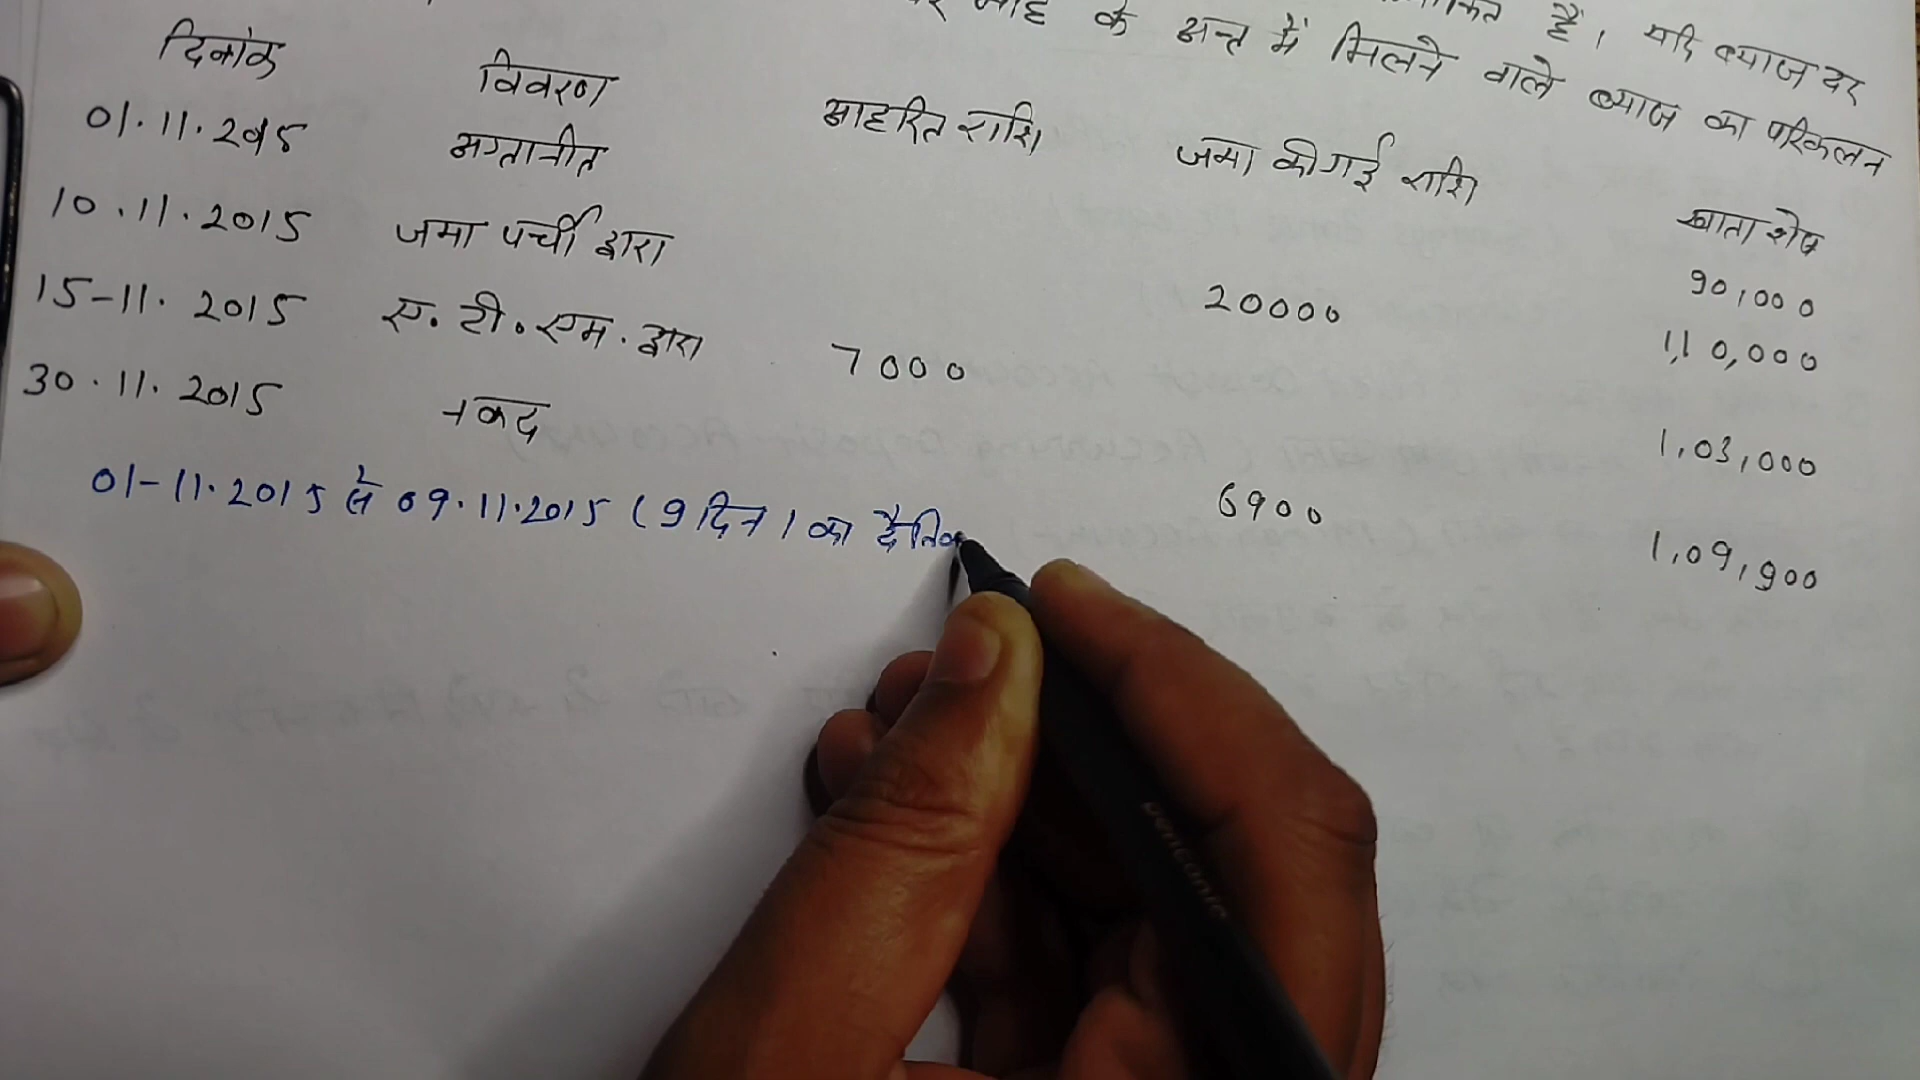 है। यदि ब्याज दर
के अन्त में मिलने वाले ब्याज का परिकलन
दिनांक विवरण आहरित राशि जमा की गई राशि खाता शेष
01.11.2015 अग्रानीत 90,000
10.11.2015 जमा पर्ची द्वारा 20000 1,10,000
15-11.2015 ए.टी.एम. द्वारा 7000 1,03,000
30.11.2015 नकद 6900 1,09,900
01-11.2015 से 09.11.2015 (9 दिन) का दैनिक